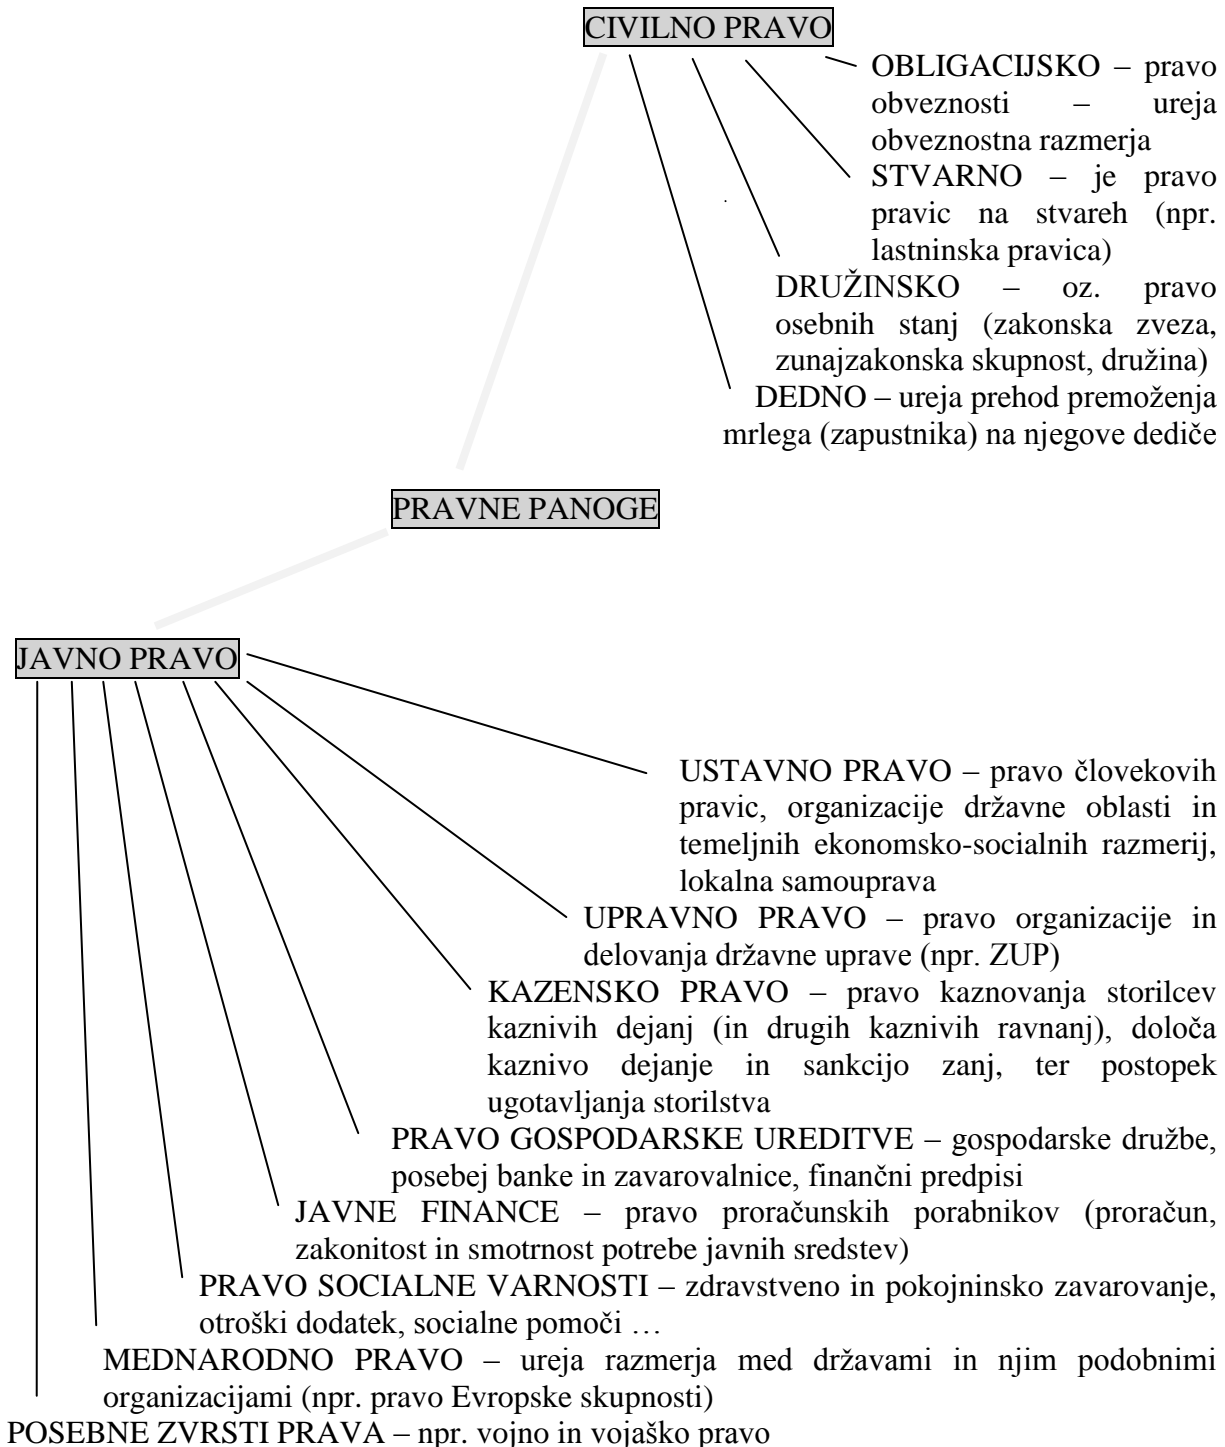 CIVILNO PRAVO
OBLIGACIJSKO – pravo
obveznosti – ureja
obveznostna razmerja
STVARNO – je pravo
pravic na stvareh (npr.
lastninska pravica)
DRUŽINSKO – oz. pravo
osebnih stanj (zakonska zveza,
zunajzakonska skupnost, družina)
DEDNO – ureja prehod premoženja
mrlega (zapustnika) na njegove dediče
PRAVNE PANOGE
JAVNO PRAVO
USTAVNO PRAVO – pravo človekovih
pravic, organizacije državne oblasti in
temeljnih ekonomsko-socialnih razmerij,
lokalna samouprava
UPRAVNO PRAVO – pravo organizacije in
delovanja državne uprave (npr. ZUP)
KAZENSKO PRAVO – pravo kaznovanja storilcev
kaznivih dejanj (in drugih kaznivih ravnanj), določa
kaznivo dejanje in sankcijo zanj, ter postopek
ugotavljanja storilstva
PRAVO GOSPODARSKE UREDITVE – gospodarske družbe,
posebej banke in zavarovalnice, finančni predpisi
JAVNE FINANCE – pravo proračunskih porabnikov (proračun,
zakonitost in smotrnost potrebe javnih sredstev)
PRAVO SOCIALNE VARNOSTI – zdravstveno in pokojninsko zavarovanje,
otroški dodatek, socialne pomoči …
MEDNARODNO PRAVO – ureja razmerja med državami in njim podobnimi
organizacijami (npr. pravo Evropske skupnosti)
POSEBNE ZVRSTI PRAVA – npr. vojno in vojaško pravo